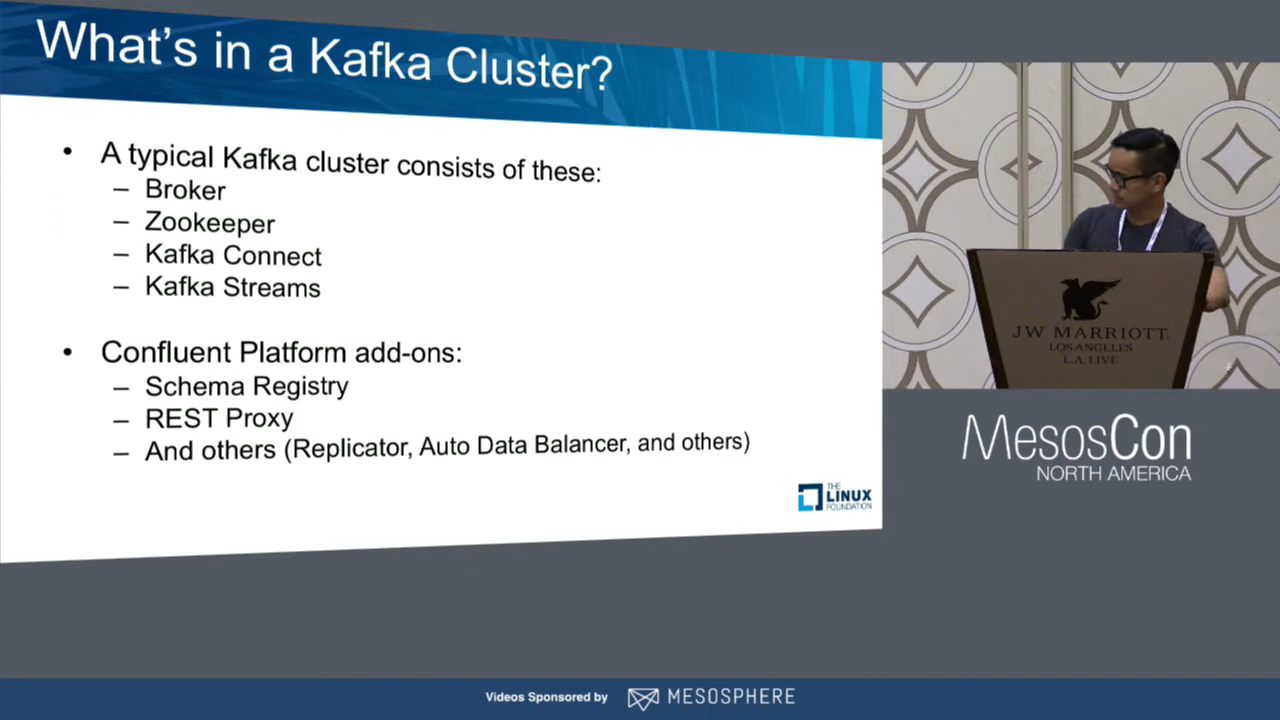 What's in a Kafka Cluster?
• A typical Kafka cluster consists of these:
– Broker
– Zookeeper
– Kafka Connect
– Kafka Streams
• Confluent Platform add-ons:
– Schema Registry
– REST Proxy
– And others (Replicator, Auto Data Balancer, and others)
THE
LINUX
FOUNDATION
JW MARRIOTT
LOS ANGELES
L.A. LIVE
MesosCon
NORTH AMERICA
Videos Sponsored by MESOSPHERE